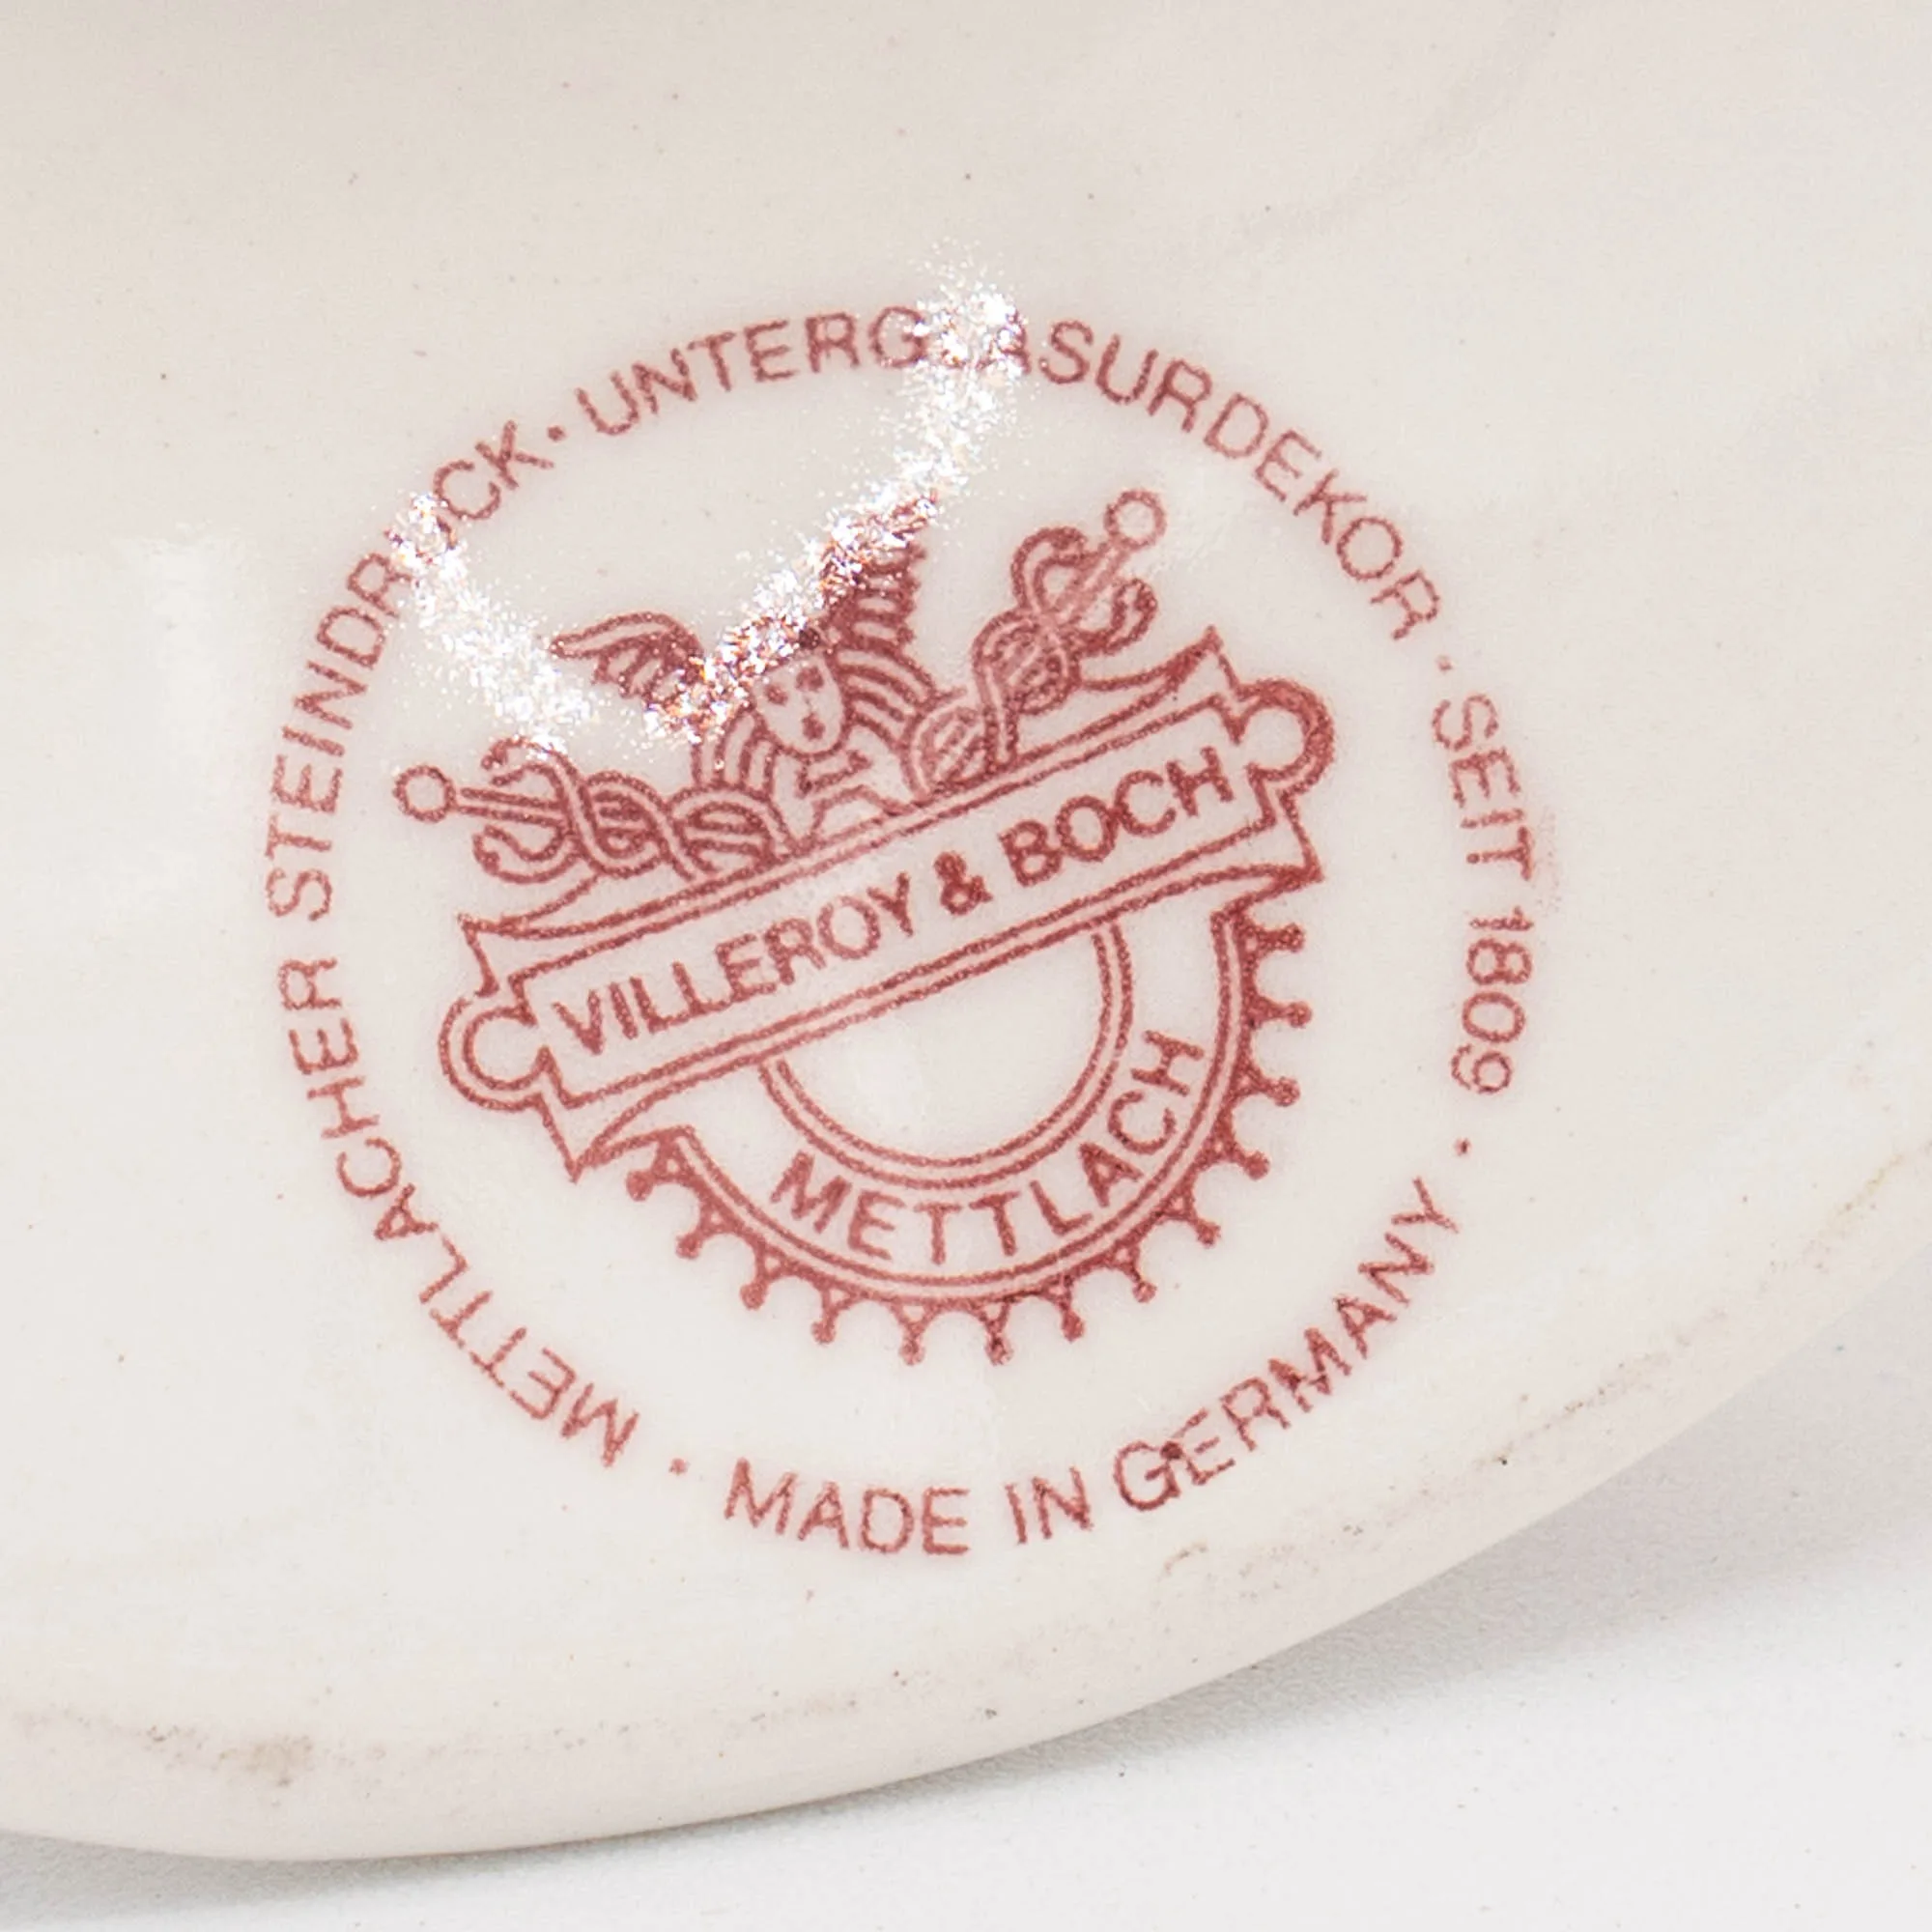 METTLACHER STEINDRUCK · UNTERGLASURDEKOR · SEIT 1809 ·
VILLEROY & BOCH
METTLACH
MADE IN GERMANY ·